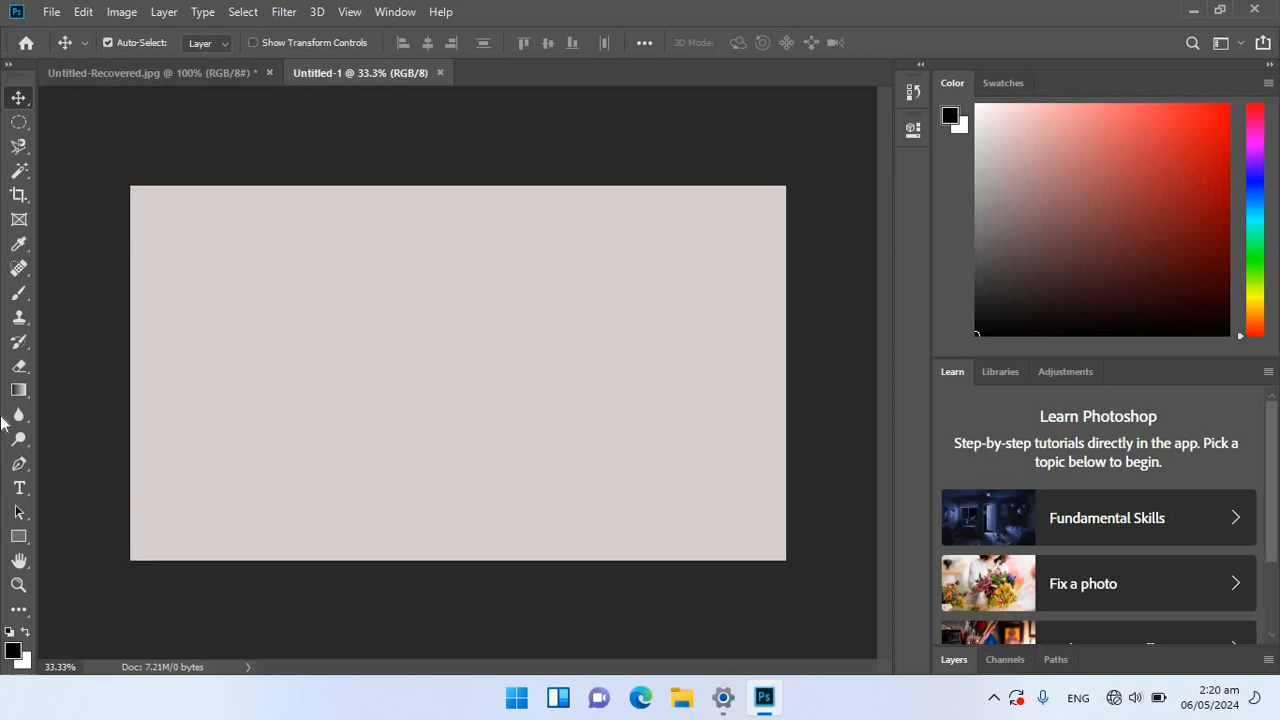 Ps File Edit Image Layer Type Select Filter 3D View Window Help
Auto-Select: Layer Show Transform Controls 3D Model:
Untitled-Recovered.jpg @ 100% (RGB/8#) * Untitled-1 @ 33.3% (RGB/8)
Color Swatches
Learn Libraries Adjustments
Learn Photoshop
Step-by-step tutorials directly in the app. Pick a
topic below to begin.
Fundamental Skills
Fix a photo
Layers Channels Paths
33.33% Doc: 7.21M/0 bytes
Ps
ENG
2:20 am
06/05/2024